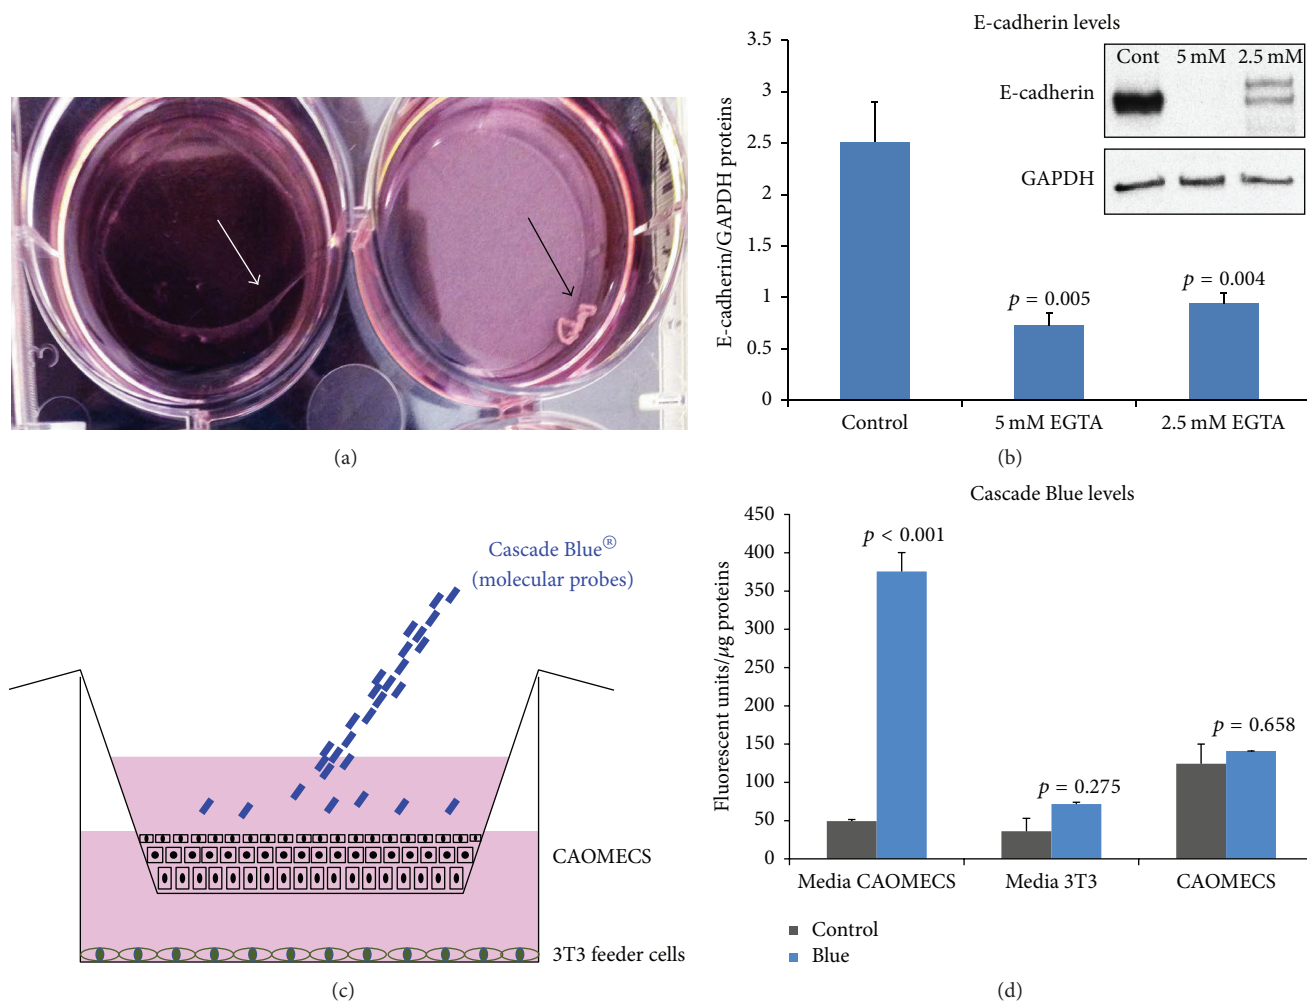 (a)
E-cadherin levels
E-cadherin/GAPDH proteins
3.5
3
2.5
2
1.5
1
0.5
0
Cont 5 mM 2.5 mM
E-cadherin
GAPDH
p = 0.005
p = 0.004
Control 5 mM EGTA 2.5 mM EGTA
(b)
Cascade Blue®
(molecular probes)
CAOMECS
3T3 feeder cells
(c)
Cascade Blue levels
Fluorescent units/μg proteins
450
400
350
300
250
200
150
100
50
0
p < 0.001
p = 0.275
p = 0.658
Media CAOMECS Media 3T3 CAOMECS
Control
Blue
(d)